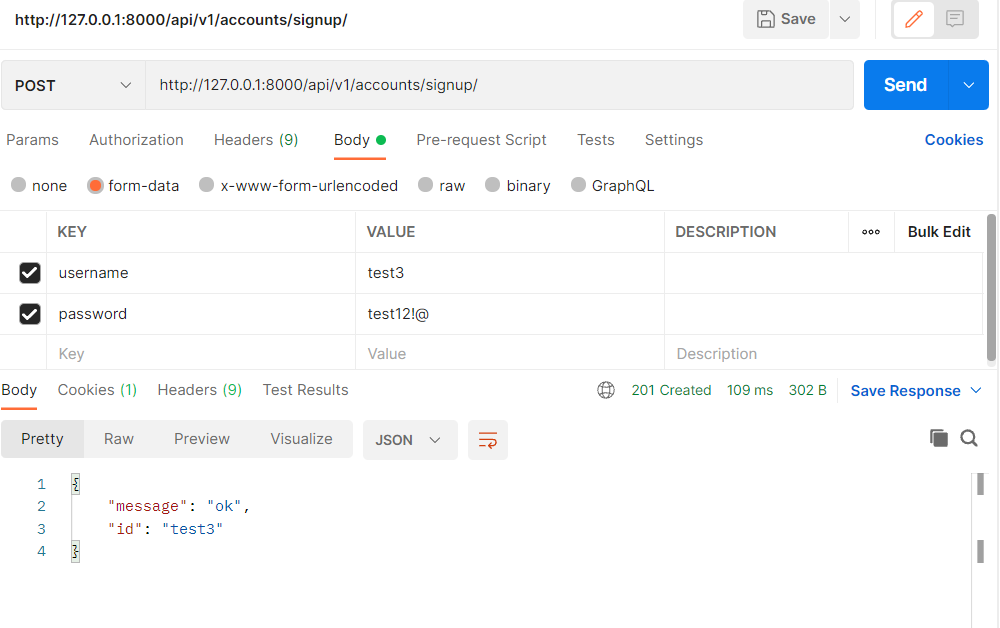 http://127.0.0.1:8000/api/v1/accounts/signup/ Save
POST http://127.0.0.1:8000/api/v1/accounts/signup/ Send
Params Authorization Headers (9) Body Pre-request Script Tests Settings Cookies
none form-data x-www-form-urlencoded raw binary GraphQL
KEY VALUE DESCRIPTION ooo Bulk Edit
username test3
password test12!@
Key Value Description
Body Cookies (1) Headers (9) Test Results 201 Created 109 ms 302 B Save Response
Pretty Raw Preview Visualize JSON
1 {
2 "message": "ok",
3 "id": "test3"
4 }